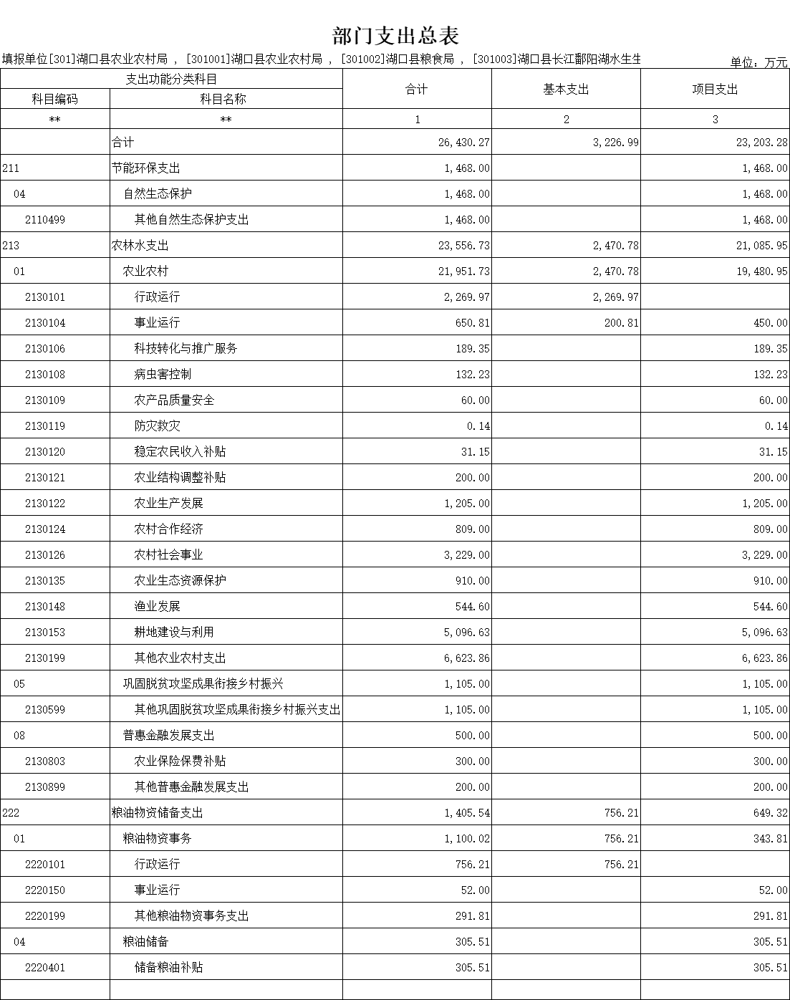 部门支出总表
填报单位[301]湖口县农业农村局 , [301001]湖口县农业农村局 , [301002]湖口县粮食局 , [301003]湖口县长江鄱阳湖水生生
单位：万元
支出功能分类科目 合计 基本支出 项目支出
科目编码 科目名称
** ** 1 2 3
合计 26,430.27 3,226.99 23,203.28
211 节能环保支出 1,468.00 1,468.00
04 自然生态保护 1,468.00 1,468.00
2110499 其他自然生态保护支出 1,468.00 1,468.00
213 农林水支出 23,556.73 2,470.78 21,085.95
01 农业农村 21,951.73 2,470.78 19,480.95
2130101 行政运行 2,269.97 2,269.97
2130104 事业运行 650.81 200.81 450.00
2130106 科技转化与推广服务 189.35 189.35
2130108 病虫害控制 132.23 132.23
2130109 农产品质量安全 60.00 60.00
2130119 防灾救灾 0.14 0.14
2130120 稳定农民收入补贴 31.15 31.15
2130121 农业结构调整补贴 200.00 200.00
2130122 农业生产发展 1,205.00 1,205.00
2130124 农村合作经济 809.00 809.00
2130126 农村社会事业 3,229.00 3,229.00
2130135 农业生态资源保护 910.00 910.00
2130148 渔业发展 544.60 544.60
2130153 耕地建设与利用 5,096.63 5,096.63
2130199 其他农业农村支出 6,623.86 6,623.86
05 巩固脱贫攻坚成果衔接乡村振兴 1,105.00 1,105.00
2130599 其他巩固脱贫攻坚成果衔接乡村振兴支出 1,105.00 1,105.00
08 普惠金融发展支出 500.00 500.00
2130803 农业保险保费补贴 300.00 300.00
2130899 其他普惠金融发展支出 200.00 200.00
222 粮油物资储备支出 1,405.54 756.21 649.32
01 粮油物资事务 1,100.02 756.21 343.81
2220101 行政运行 756.21 756.21
2220150 事业运行 52.00 52.00
2220199 其他粮油物资事务支出 291.81 291.81
04 粮油储备 305.51 305.51
2220401 储备粮油补贴 305.51 305.51